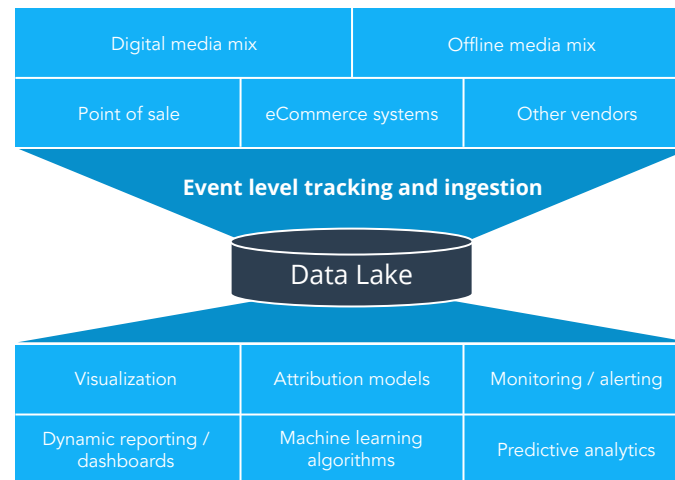 Digital media mix
Offline media mix
Point of sale
eCommerce systems
Other vendors
Event level tracking and ingestion
Data Lake
Visualization
Attribution models
Monitoring / alerting
Dynamic reporting /
dashboards
Machine learning
algorithms
Predictive analytics